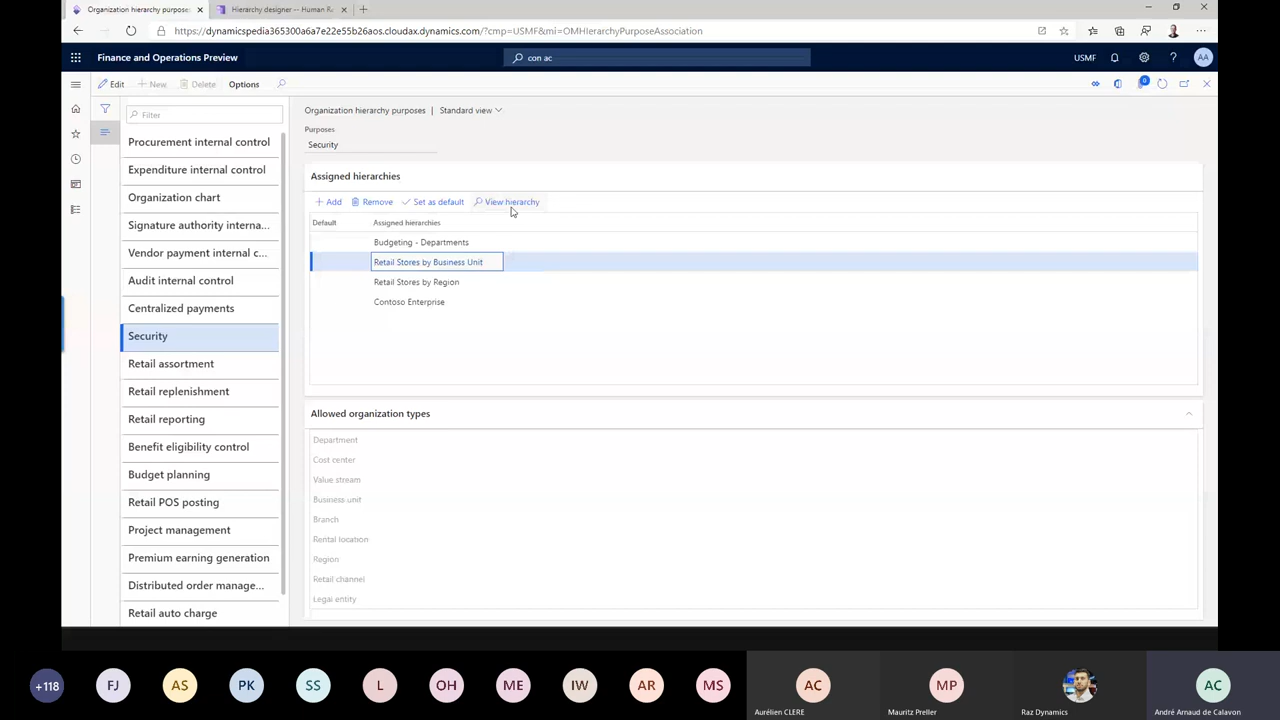 Organization hierarchy purposes
Hierarchy designer -- Human Re
https://dynamicspedia365300a6a7e22e55b26aos.cloudax.dynamics.com/?cmp=USMF&mi=OMHierarchyPurposeAssociation
Finance and Operations Preview
con ac
USMF
AA
Edit
New
Delete
Options
0
Filter
Procurement internal control
Expenditure internal control
Organization chart
Signature authority interna...
Vendor payment internal c...
Audit internal control
Centralized payments
Security
Retail assortment
Retail replenishment
Retail reporting
Benefit eligibility control
Budget planning
Retail POS posting
Project management
Premium earning generation
Distributed order manage...
Retail auto charge
Organization hierarchy purposes | Standard view
Purposes
Security
Assigned hierarchies
Add
Remove
Set as default
View hierarchy
Default
Assigned hierarchies
Budgeting - Departments
Retail Stores by Business Unit
Retail Stores by Region
Contoso Enterprise
Allowed organization types
Department
Cost center
Value stream
Business unit
Branch
Rental location
Region
Retail channel
Legal entity
+118
FJ
AS
PK
SS
L
OH
ME
IW
AR
MS
AC
Aurélien CLERE
MP
Mauritz Preller
Raz Dynamics
AC
André Arnaud de Calavon